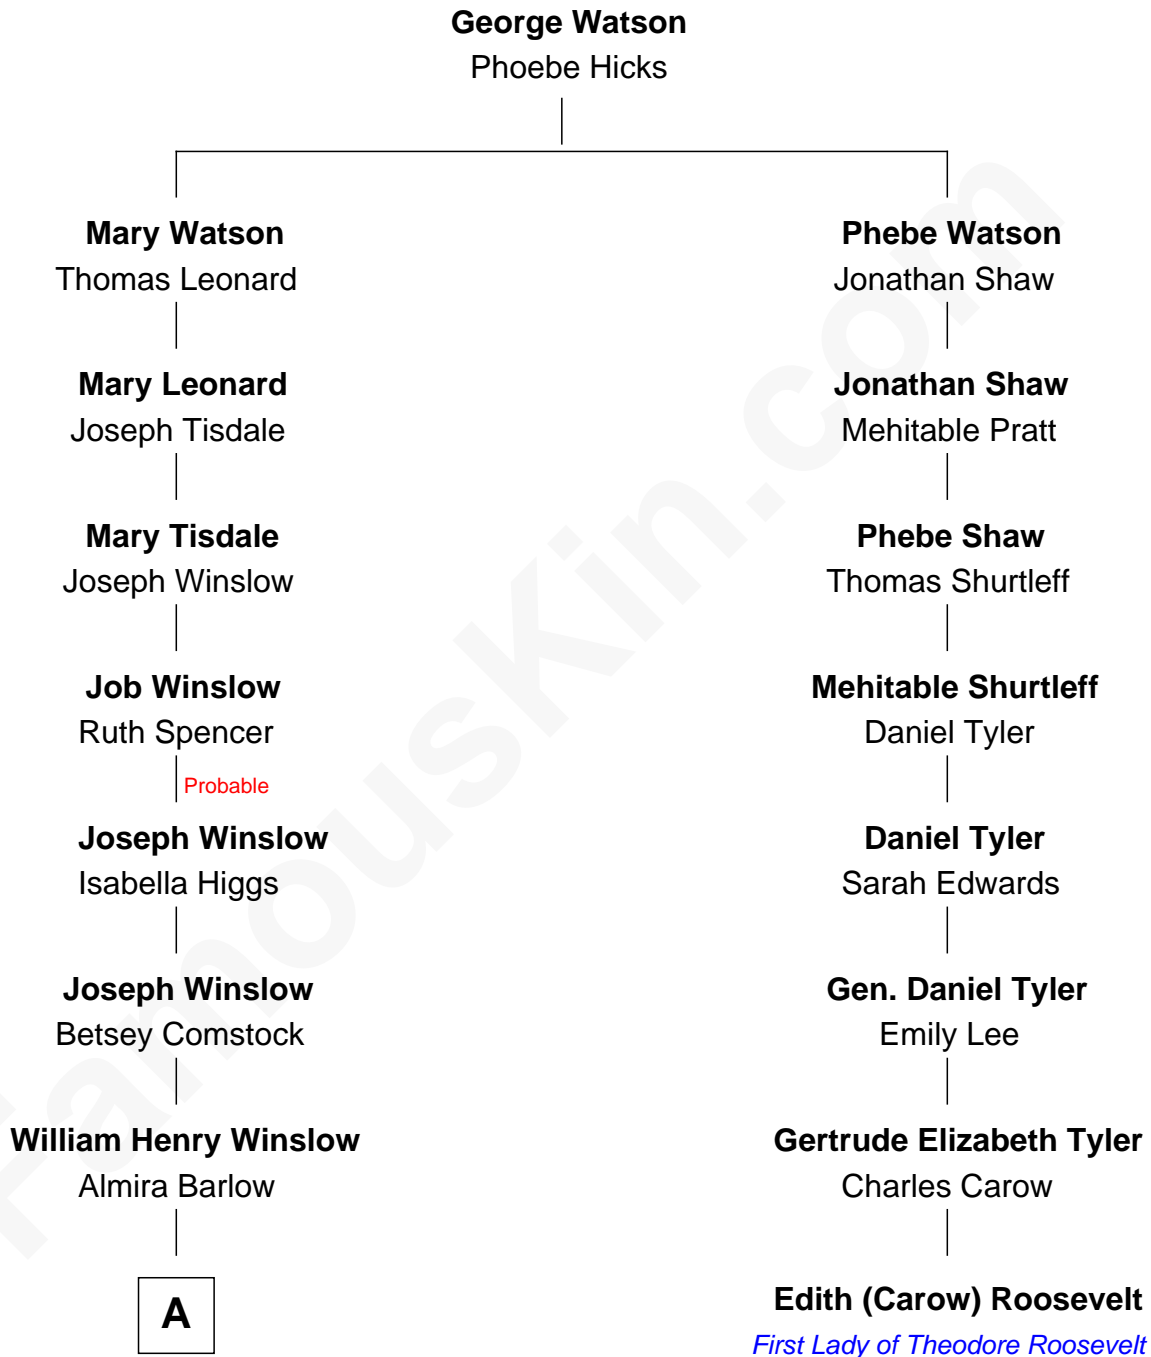 George Watson
Phoebe Hicks
Mary Watson
Thomas Leonard
Phebe Watson
Jonathan Shaw
Mary Leonard
Joseph Tisdale
Jonathan Shaw
Mehitable Pratt
Mary Tisdale
Joseph Winslow
Phebe Shaw
Thomas Shurtleff
Job Winslow
Ruth Spencer
Mehitable Shurtleff
Daniel Tyler
Probable
Joseph Winslow
Isabella Higgs
Daniel Tyler
Sarah Edwards
Joseph Winslow
Betsey Comstock
Gen. Daniel Tyler
Emily Lee
William Henry Winslow
Almira Barlow
Gertrude Elizabeth Tyler
Charles Carow
A
Edith (Carow) Roosevelt
First Lady of Theodore Roosevelt
FamousKin.com